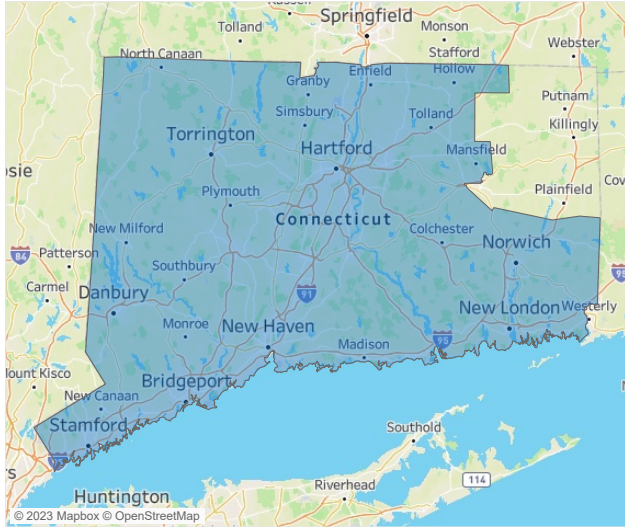 Springfield
Tolland
Monson
Stafford
Webster
North Canaan
Granby
Enfield
Hollow
Putnam
Simsbury
Tolland
Killingly
Torrington
Hartford
Mansfield
osie
Plymouth
Plainfield
Cov
Connecticut
New Milford
Colchester
Norwich
84
Patterson
Southbury
95
Carmel
Danbury
91
New London
Westerly
Monroe
New Haven
95
Madison
ount Kisco
Bridgeport
New Canaan
Stamford
Southold
rs
114
Huntington
Riverhead
© 2023 Mapbox © OpenStreetMap